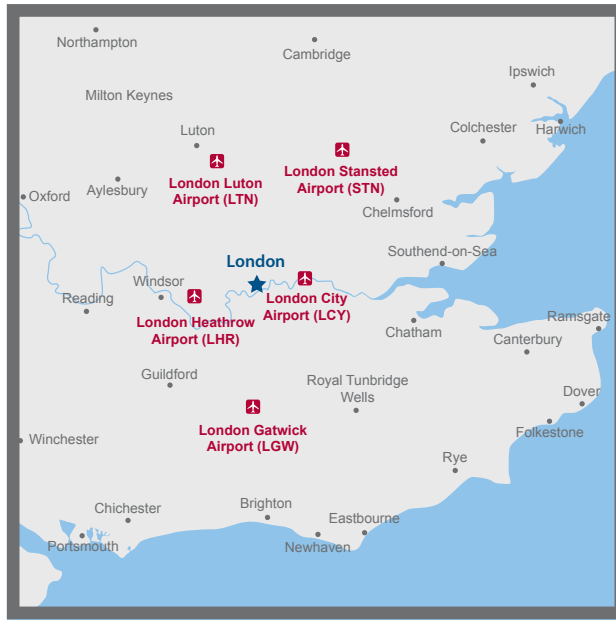 Northampton
Cambridge
Ipswich
Milton Keynes
Harwich
Luton
Colchester
London Luton
Airport (LTN)
London Stansted
Airport (STN)
Aylesbury
Oxford
Chelmsford
Southend-on-Sea
London
Windsor
Reading
London City
Airport (LCY)
London Heathrow
Airport (LHR)
Chatham
Ramsgate
Canterbury
Guildford
Royal Tunbridge
Wells
Dover
Folkestone
London Gatwick
Airport (LGW)
Winchester
Rye
Chichester
Brighton
Eastbourne
Newhaven
Portsmouth